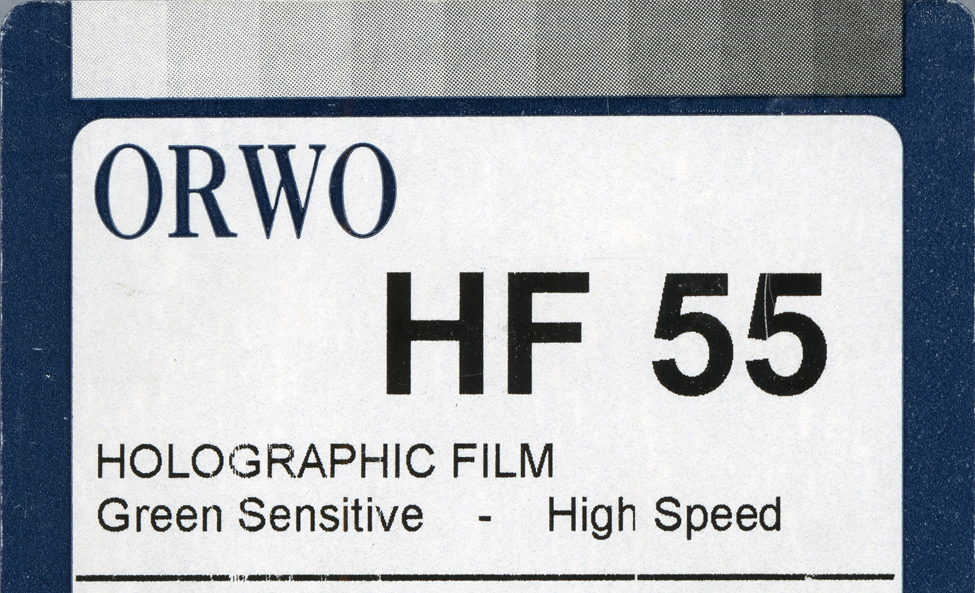 ORWO
HF 55
HOLOGRAPHIC FILM
Green Sensitive - High Speed